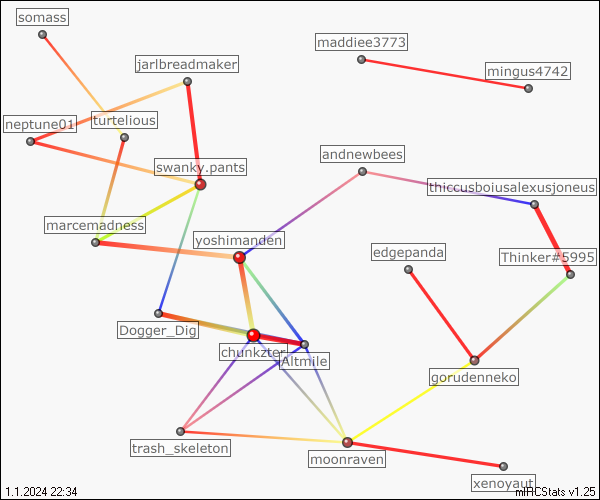 somass
maddiee3773
jarlbreadmaker
mingus4742
neptune01
turtelious
andnewbees
swanky.pants
thiccusboiusalexusjoneus
marcemadness
yoshimanden
edgepanda
Thinker#5995
Dogger_Dig
chunkzter
Altmile
gorudenneko
trash_skeleton
moonraven
xenoyaut
1.1.2024 22:34
mIRCStats v1.25